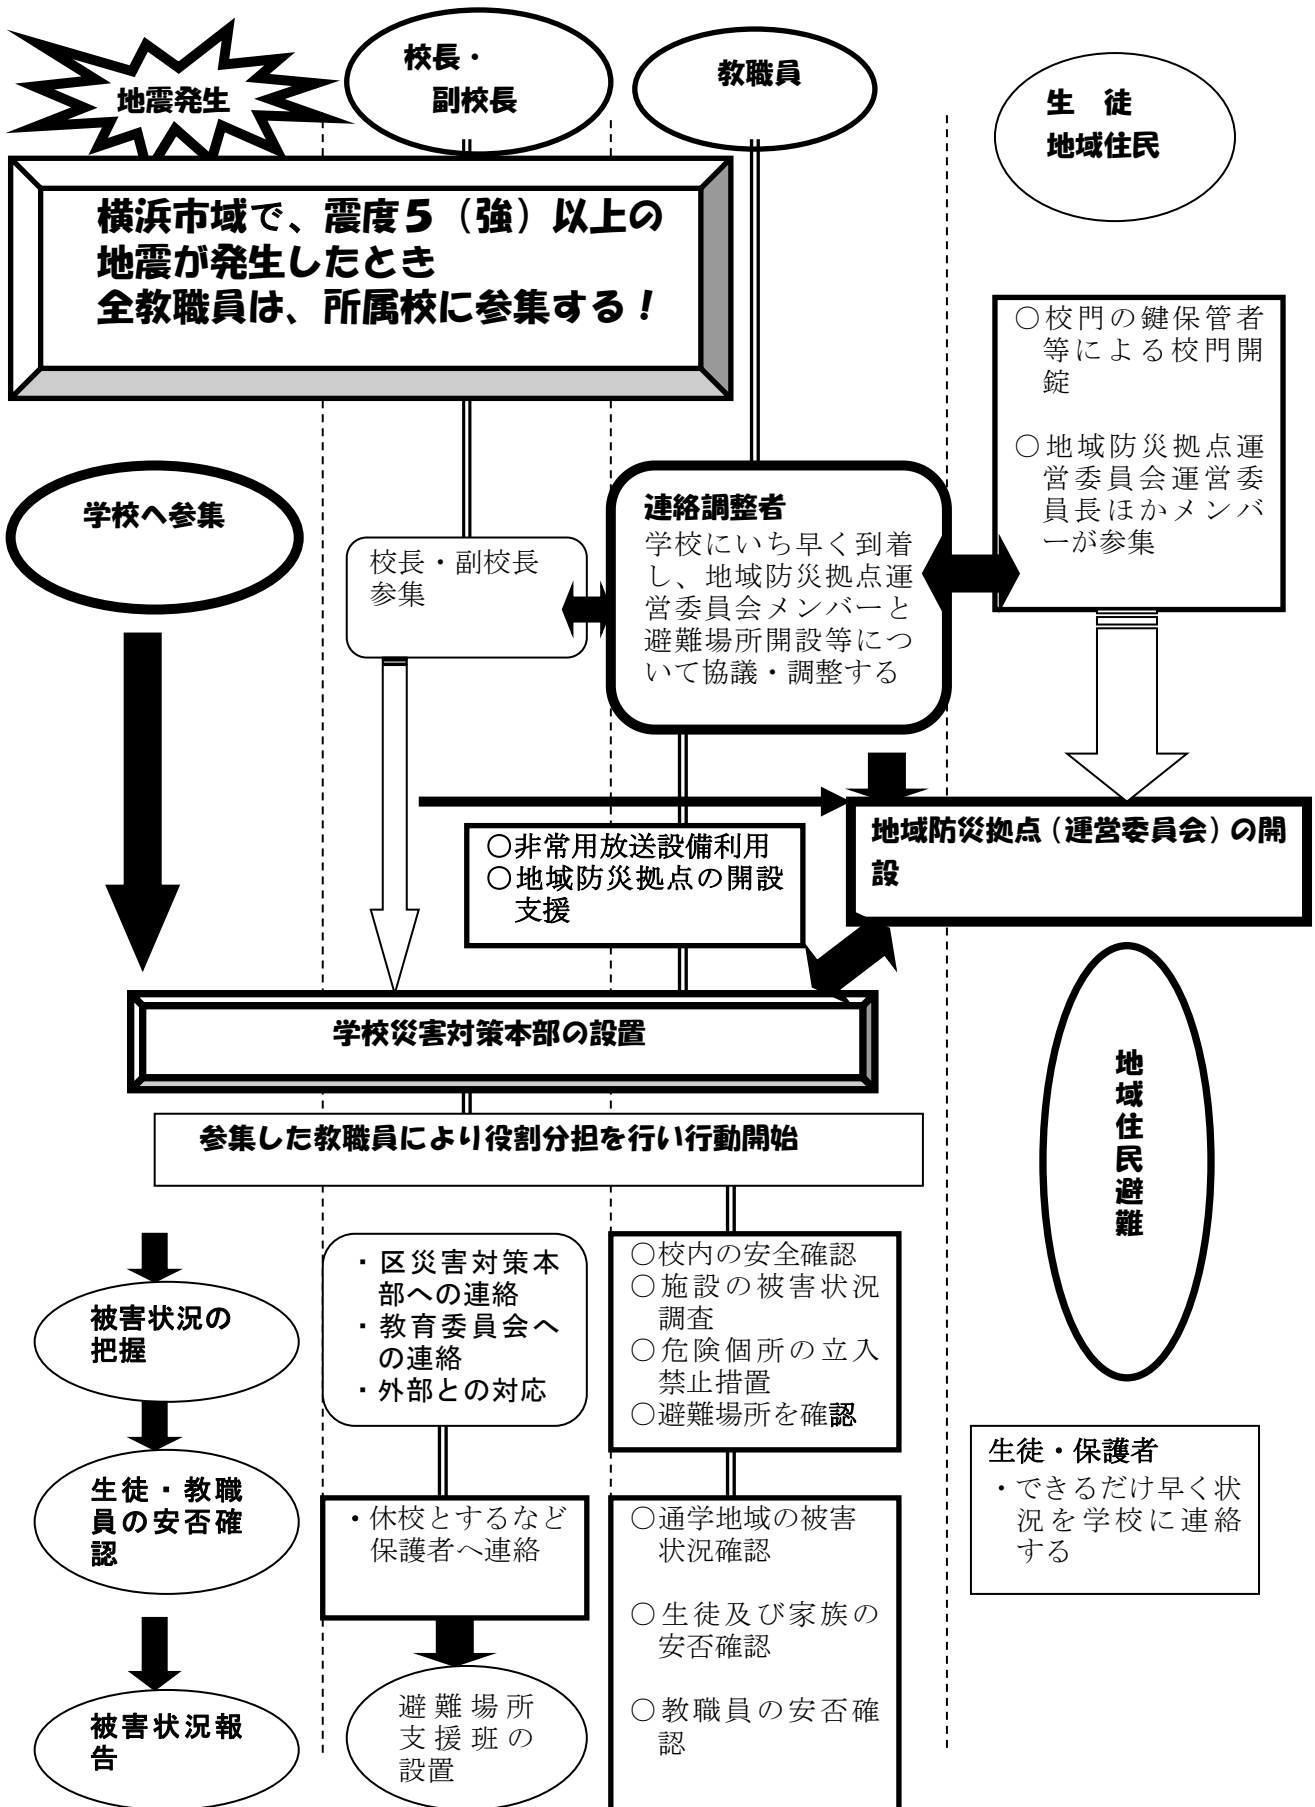 地震発生
校長・
副校長
教職員
生　徒
地域住民
横浜市域で、震度５（強）以上の
地震が発生したとき
全教職員は、所属校に参集する！
○校門の鍵保管者
等による校門開
錠
○地域防災拠点運
営委員会運営委
員長ほかメンバ
ーが参集
学校へ参集
校長・副校長
参集
連絡調整者
学校にいち早く到着
し、地域防災拠点運
営委員会メンバーと
避難場所開設等につ
いて協議・調整する
○非常用放送設備利用
○地域防災拠点の開設
支援
地域防災拠点（運営委員会）の開
設
学校災害対策本部の設置
参集した教職員により役割分担を行い行動開始
地域住民避難
被害状況の
把握
・区災害対策本
部への連絡
・教育委員会へ
の連絡
・外部との対応
○校内の安全確認
○施設の被害状況
調査
○危険個所の立入
禁止措置
○避難場所を確認
生徒・保護者
・できるだけ早く状
況を学校に連絡
する
生徒・教職
員の安否確
認
・休校とするなど
保護者へ連絡
○通学地域の被害
状況確認
○生徒及び家族の
安否確認
○教職員の安否確
認
被害状況報
告
避難場所
支援班の
設置